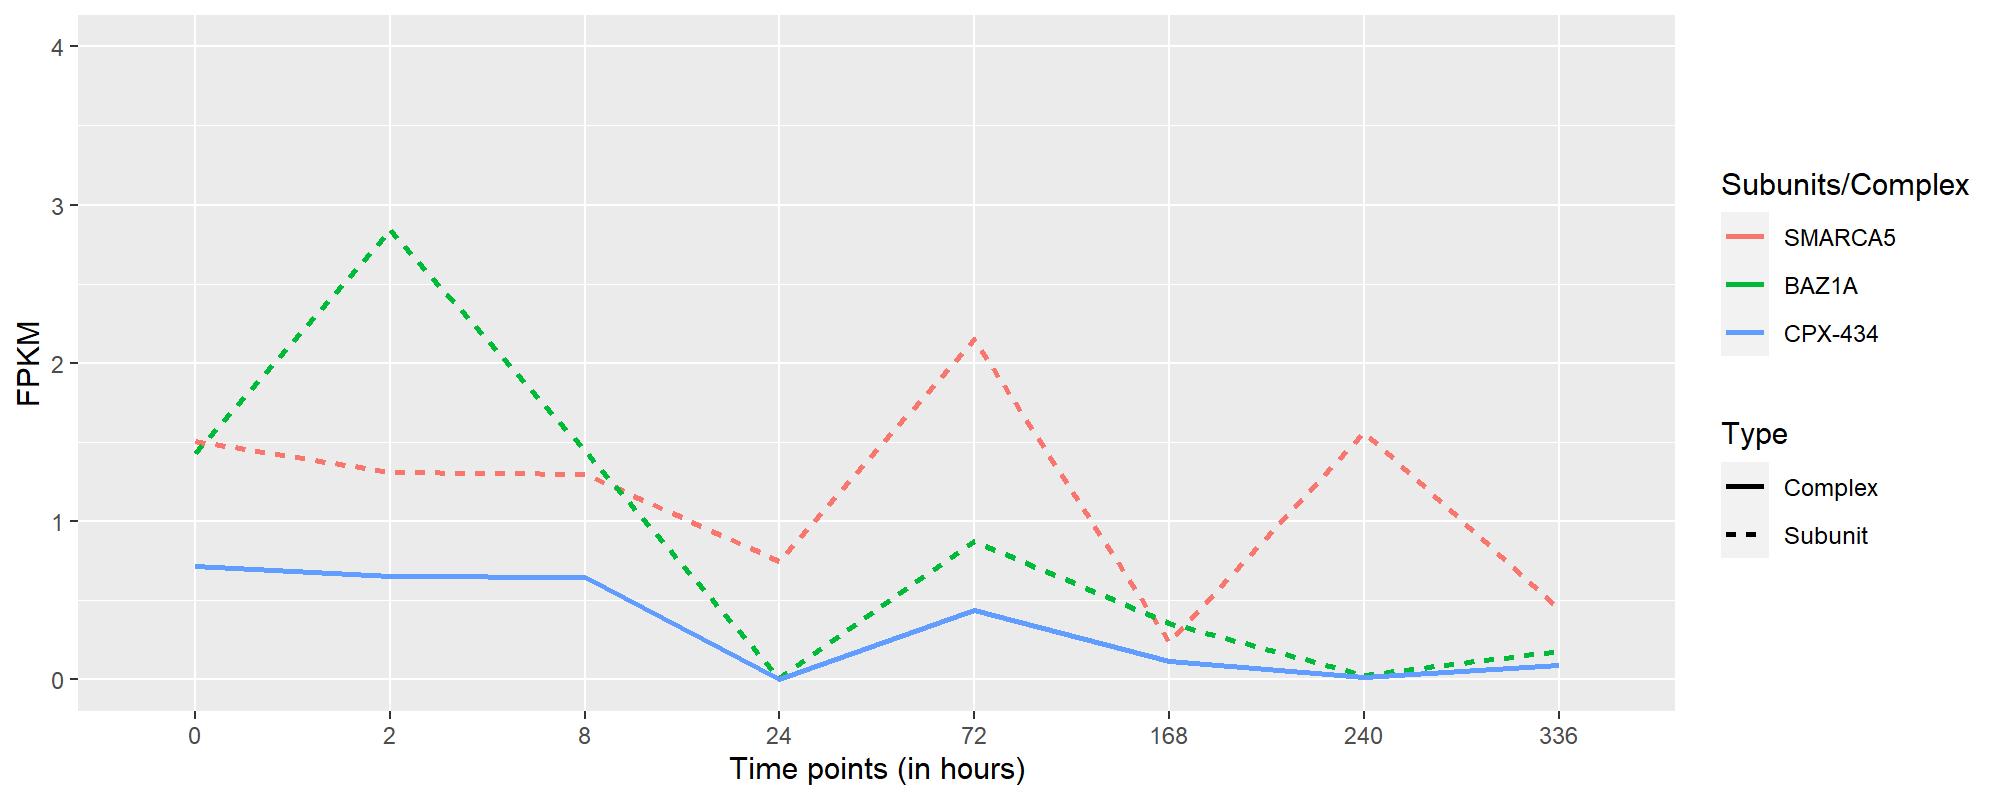 FPKM
4
3
2
1
0
0 2 8 24 72 168 240 336
Time points (in hours)
Subunits/Complex
SMARCA5
BAZ1A
CPX-434
Type
Complex
Subunit